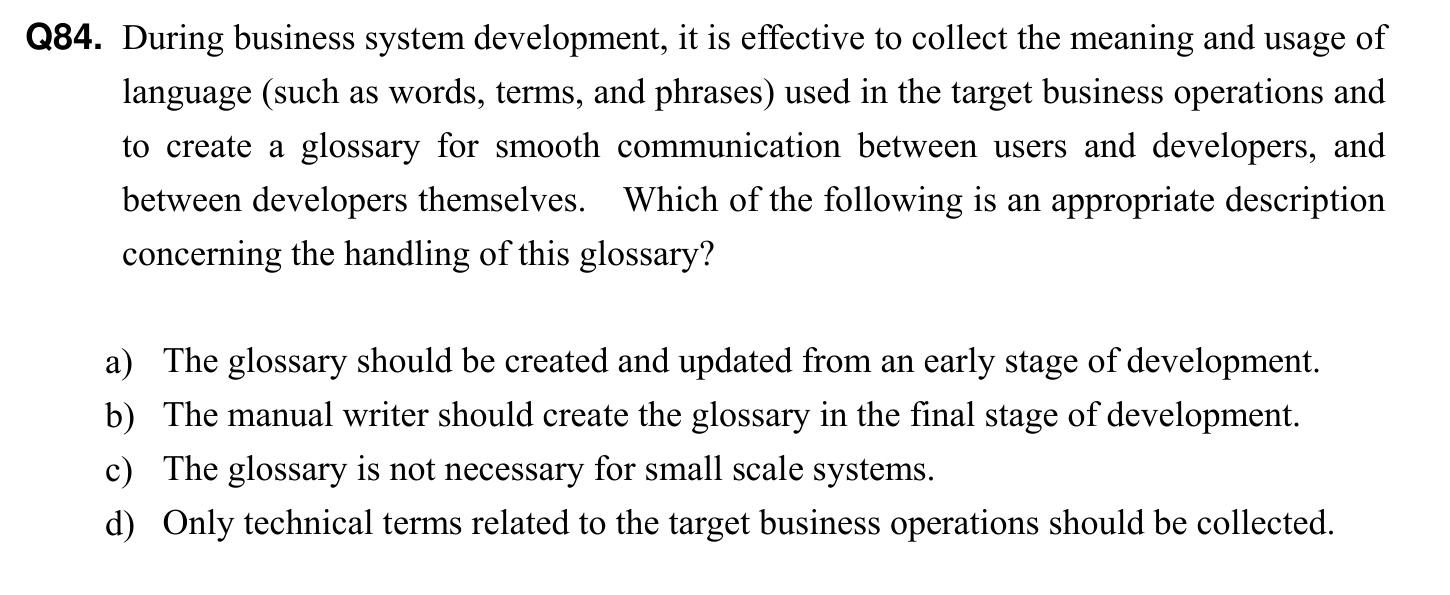 Q84. During business system development, it is effective to collect the meaning and usage of
language (such as words, terms, and phrases) used in the target business operations and
to create a glossary for smooth communication between users and developers, and
between developers themselves. Which of the following is an appropriate description
concerning the handling of this glossary?
a) The glossary should be created and updated from an early stage of development.
b) The manual writer should create the glossary in the final stage of development.
c) The glossary is not necessary for small scale systems.
d) Only technical terms related to the target business operations should be collected.